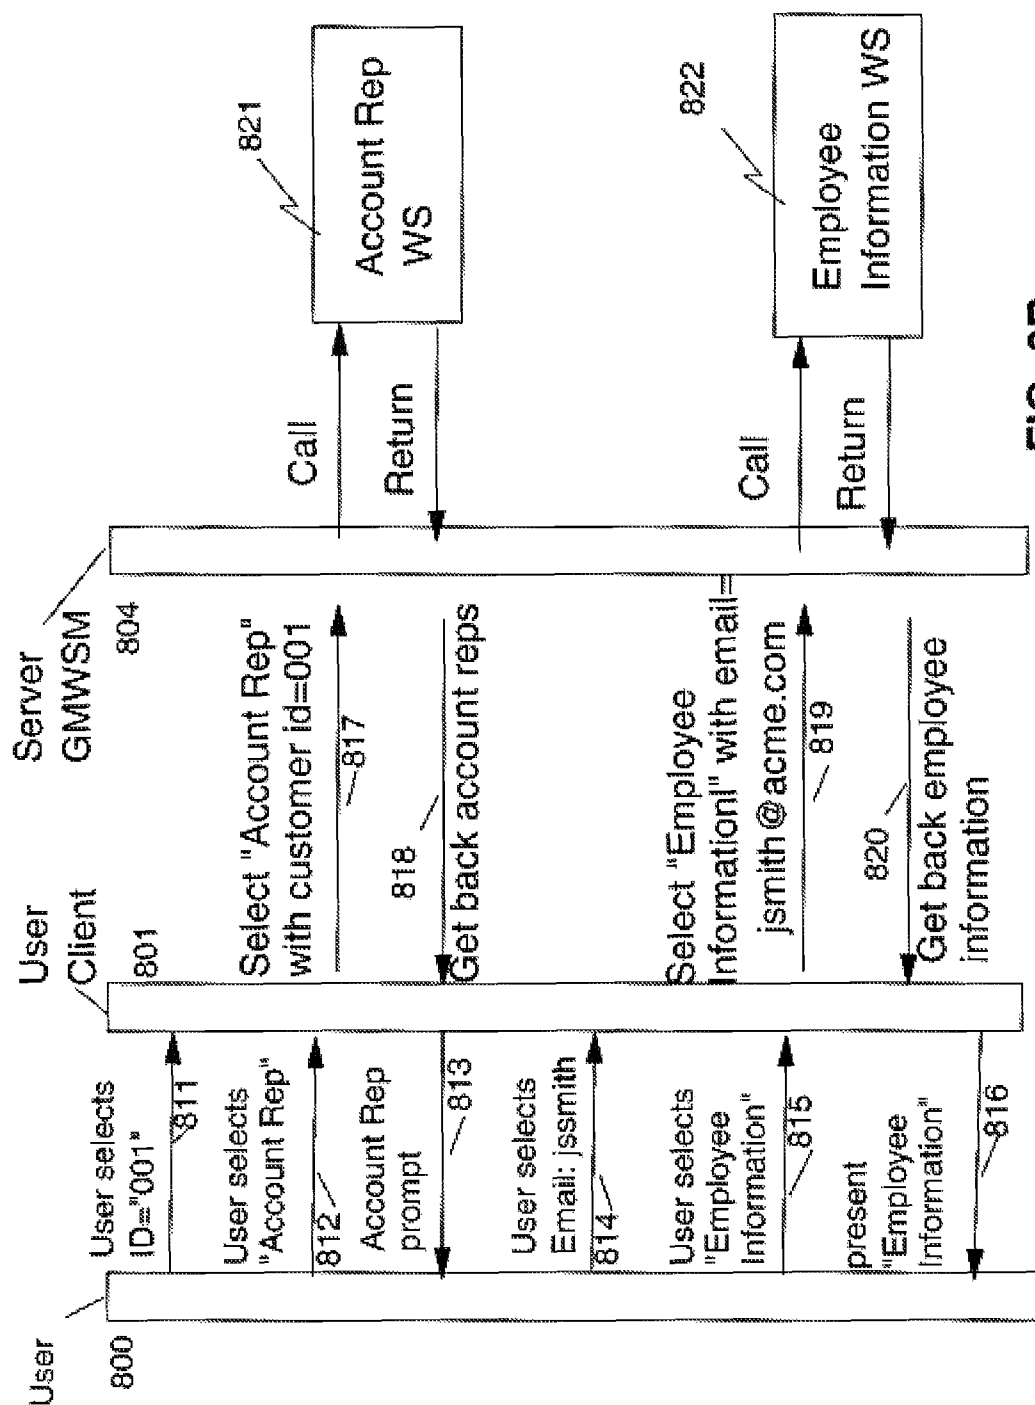 User
800
User
Client
801
Server
GMWSM
804
User selects
ID="001"
811
User selects
"Account Rep"
812
Account Rep
prompt
813
User selects
Email: jssmith
814
User selects
"Employee
Information"
815
present
"Employee
Information"
816
Select "Account Rep"
with customer id=001
817
818
Get back account reps
Select "Employee
Informationl" with email=
jsmith@acme.com
819
820
Get back employee
information
Call
Return
Account Rep
WS
821
Call
Return
Employee
Information WS
822
FIG.